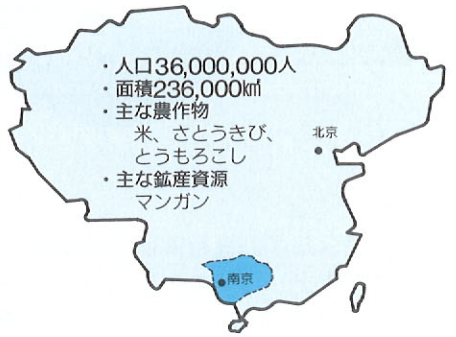 ・人口36,000,000人
・面積236,000㎢
・主な農作物
米、さとうきび、
とうもろこし
・主な鉱産資源
マンガン
北京
南京